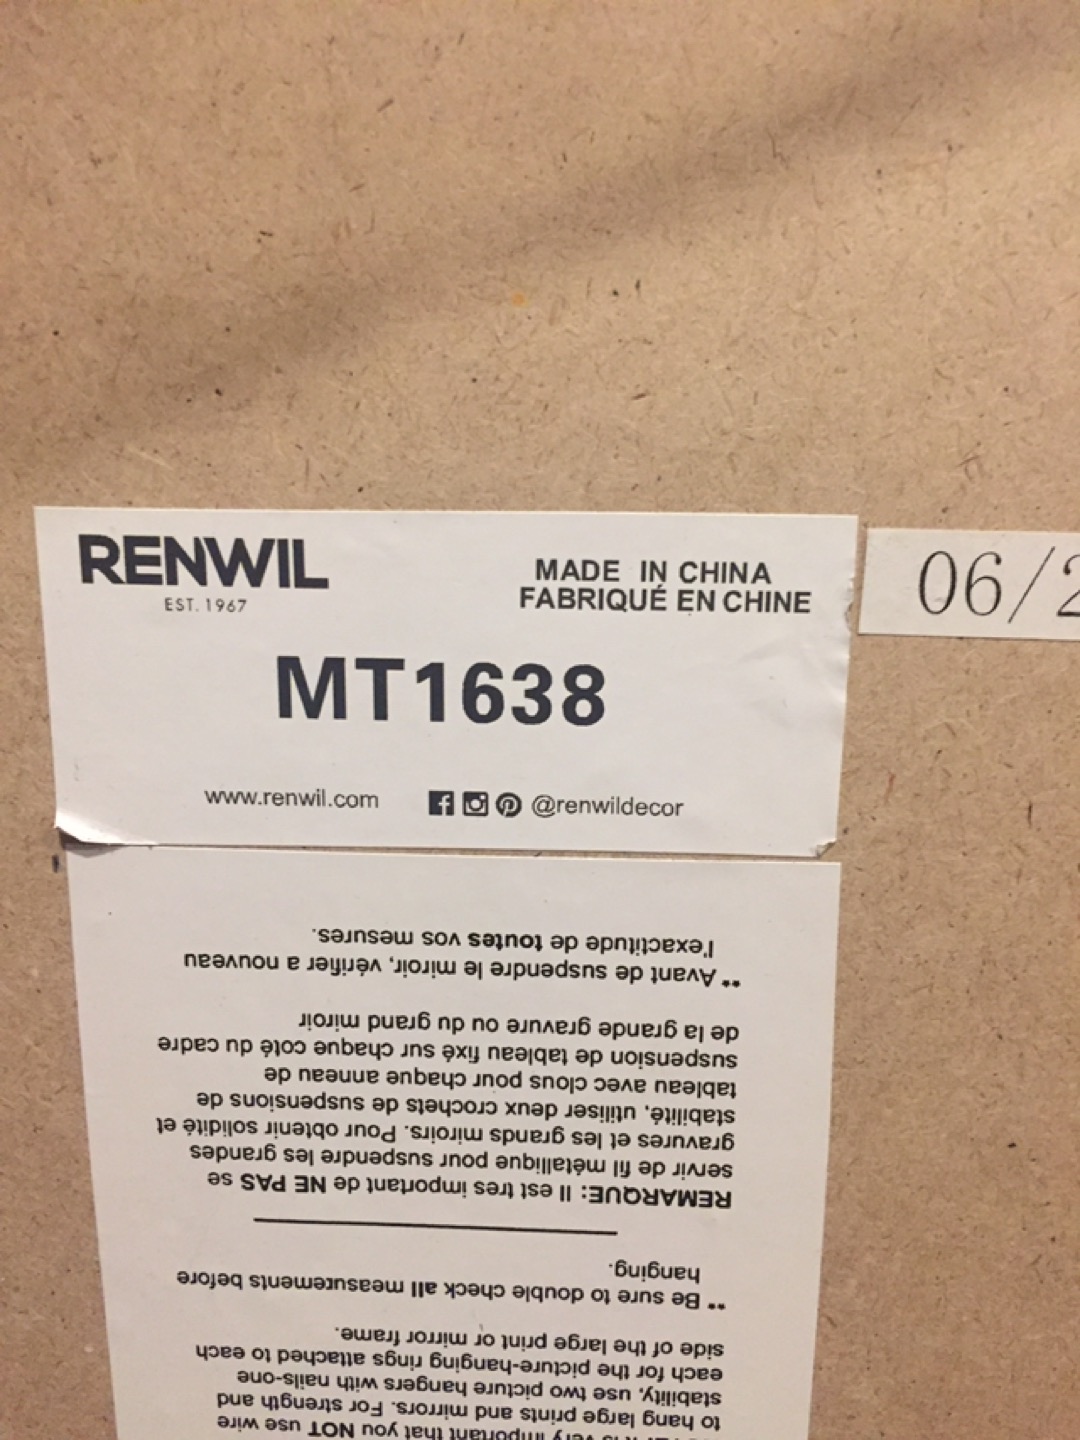 RENWIL
EST. 1967
MADE IN CHINA
FABRIQUÉ EN CHINE
MT1638
www.renwil.com
@renwildecor
06/2
important that you NOT use wire
to hang large prints and mirrors. For strength and
stability, use two picture hangers with nails-one
each for the picture-hanging rings attached to each
side of the large print or mirror frame.
** Be sure to double check all measurements before
hanging.
REMARQUE: Il est tres important de NE PAS se
servir de fil métallique pour suspendre les grandes
gravures et les grands miroirs. Pour obtenir solidité et
stabilité, utiliser deux crochets de suspensions de
tableau avec clous pour chaque anneau de
suspension de tableau fixé sur chaque coté du cadre
de la grande gravure ou du grand miroir
** Avant de suspendre le miroir, vérifier a nouveau
l'exactitude de toutes vos mesures.